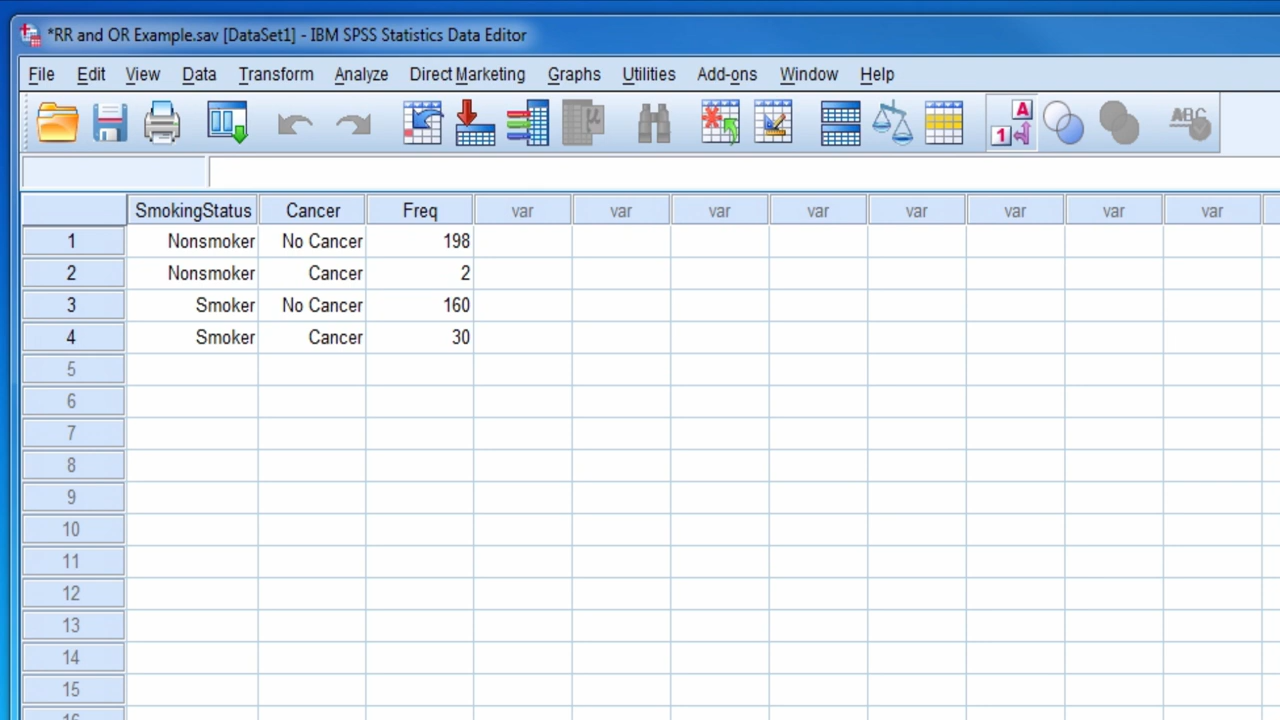 *RR and OR Example.sav [DataSet1] - IBM SPSS Statistics Data Editor
File Edit View Data Transform Analyze Direct Marketing Graphs Utilities Add-ons Window Help
A
1
μ
ABC
SmokingStatus Cancer Freq var var var var var var var var
1 Nonsmoker No Cancer 198
2 Nonsmoker Cancer 2
3 Smoker No Cancer 160
4 Smoker Cancer 30
5
6
7
8
9
10
11
12
13
14
15
16